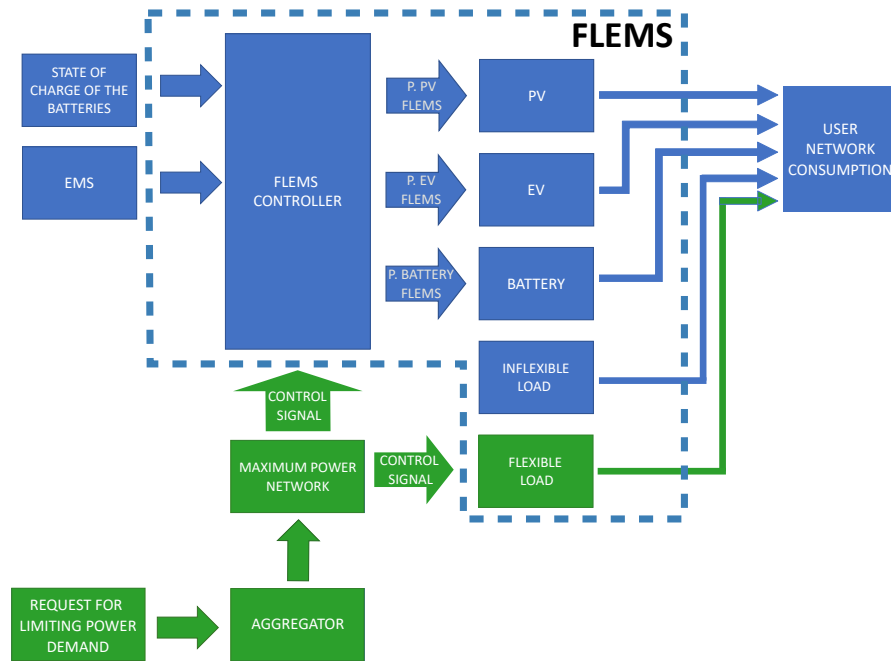 FLEMS
STATE OF
CHARGE OF THE
BATTERIES
EMS
FLEMS
CONTROLLER
P. PV
FLEMS
PV
P. EV
FLEMS
EV
P. BATTERY
FLEMS
BATTERY
USER
NETWORK
CONSUMPTION
INFLEXIBLE
LOAD
CONTROL
SIGNAL
MAXIMUM POWER
NETWORK
CONTROL
SIGNAL
FLEXIBLE
LOAD
REQUEST FOR
LIMITING POWER
DEMAND
AGGREGATOR